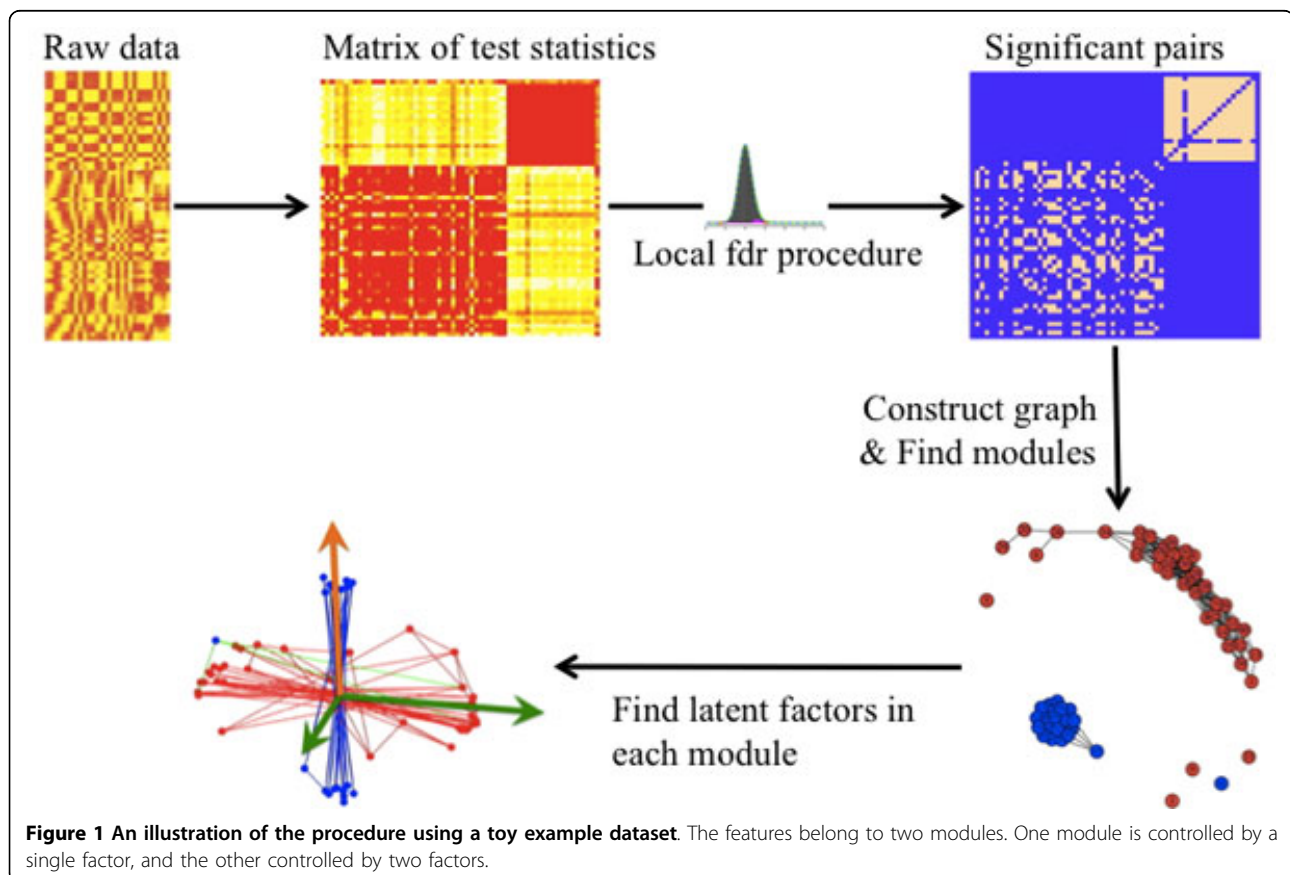 Raw data
Matrix of test statistics
Significant pairs
Local fdr procedure
Construct graph
& Find modules
Find latent factors in
each module
Figure 1 An illustration of the procedure using a toy example dataset. The features belong to two modules. One module is controlled by a
single factor, and the other controlled by two factors.